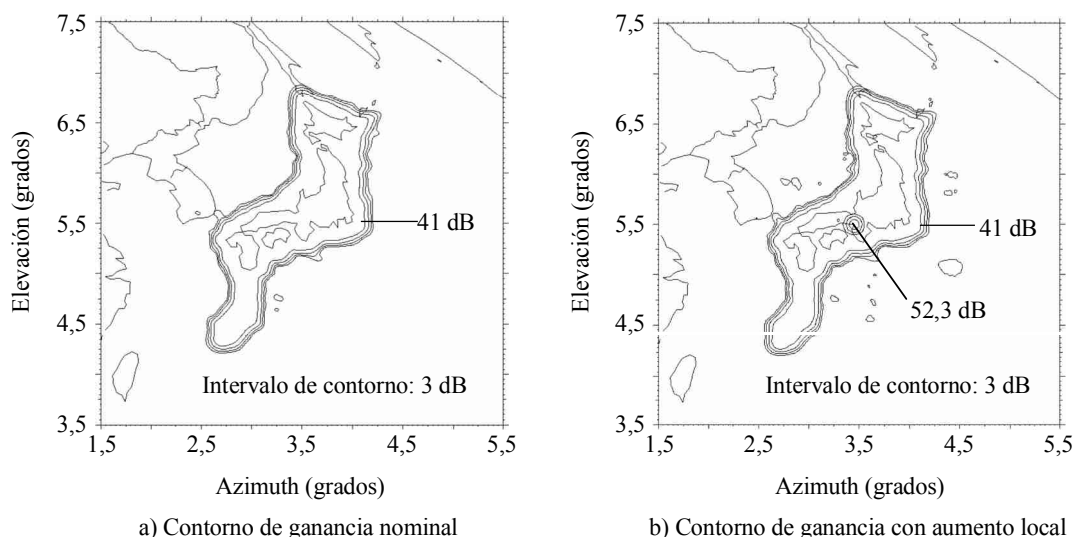 7,5
6,5
5,5
4,5
3,5
1,5
2,5
3,5
4,5
5,5
Elevación (grados)
Azimuth (grados)
41 dB
Intervalo de contorno: 3 dB
a) Contorno de ganancia nominal
7,5
6,5
5,5
4,5
3,5
1,5
2,5
3,5
4,5
5,5
Elevación (grados)
Azimuth (grados)
41 dB
52,3 dB
Intervalo de contorno: 3 dB
b) Contorno de ganancia con aumento local